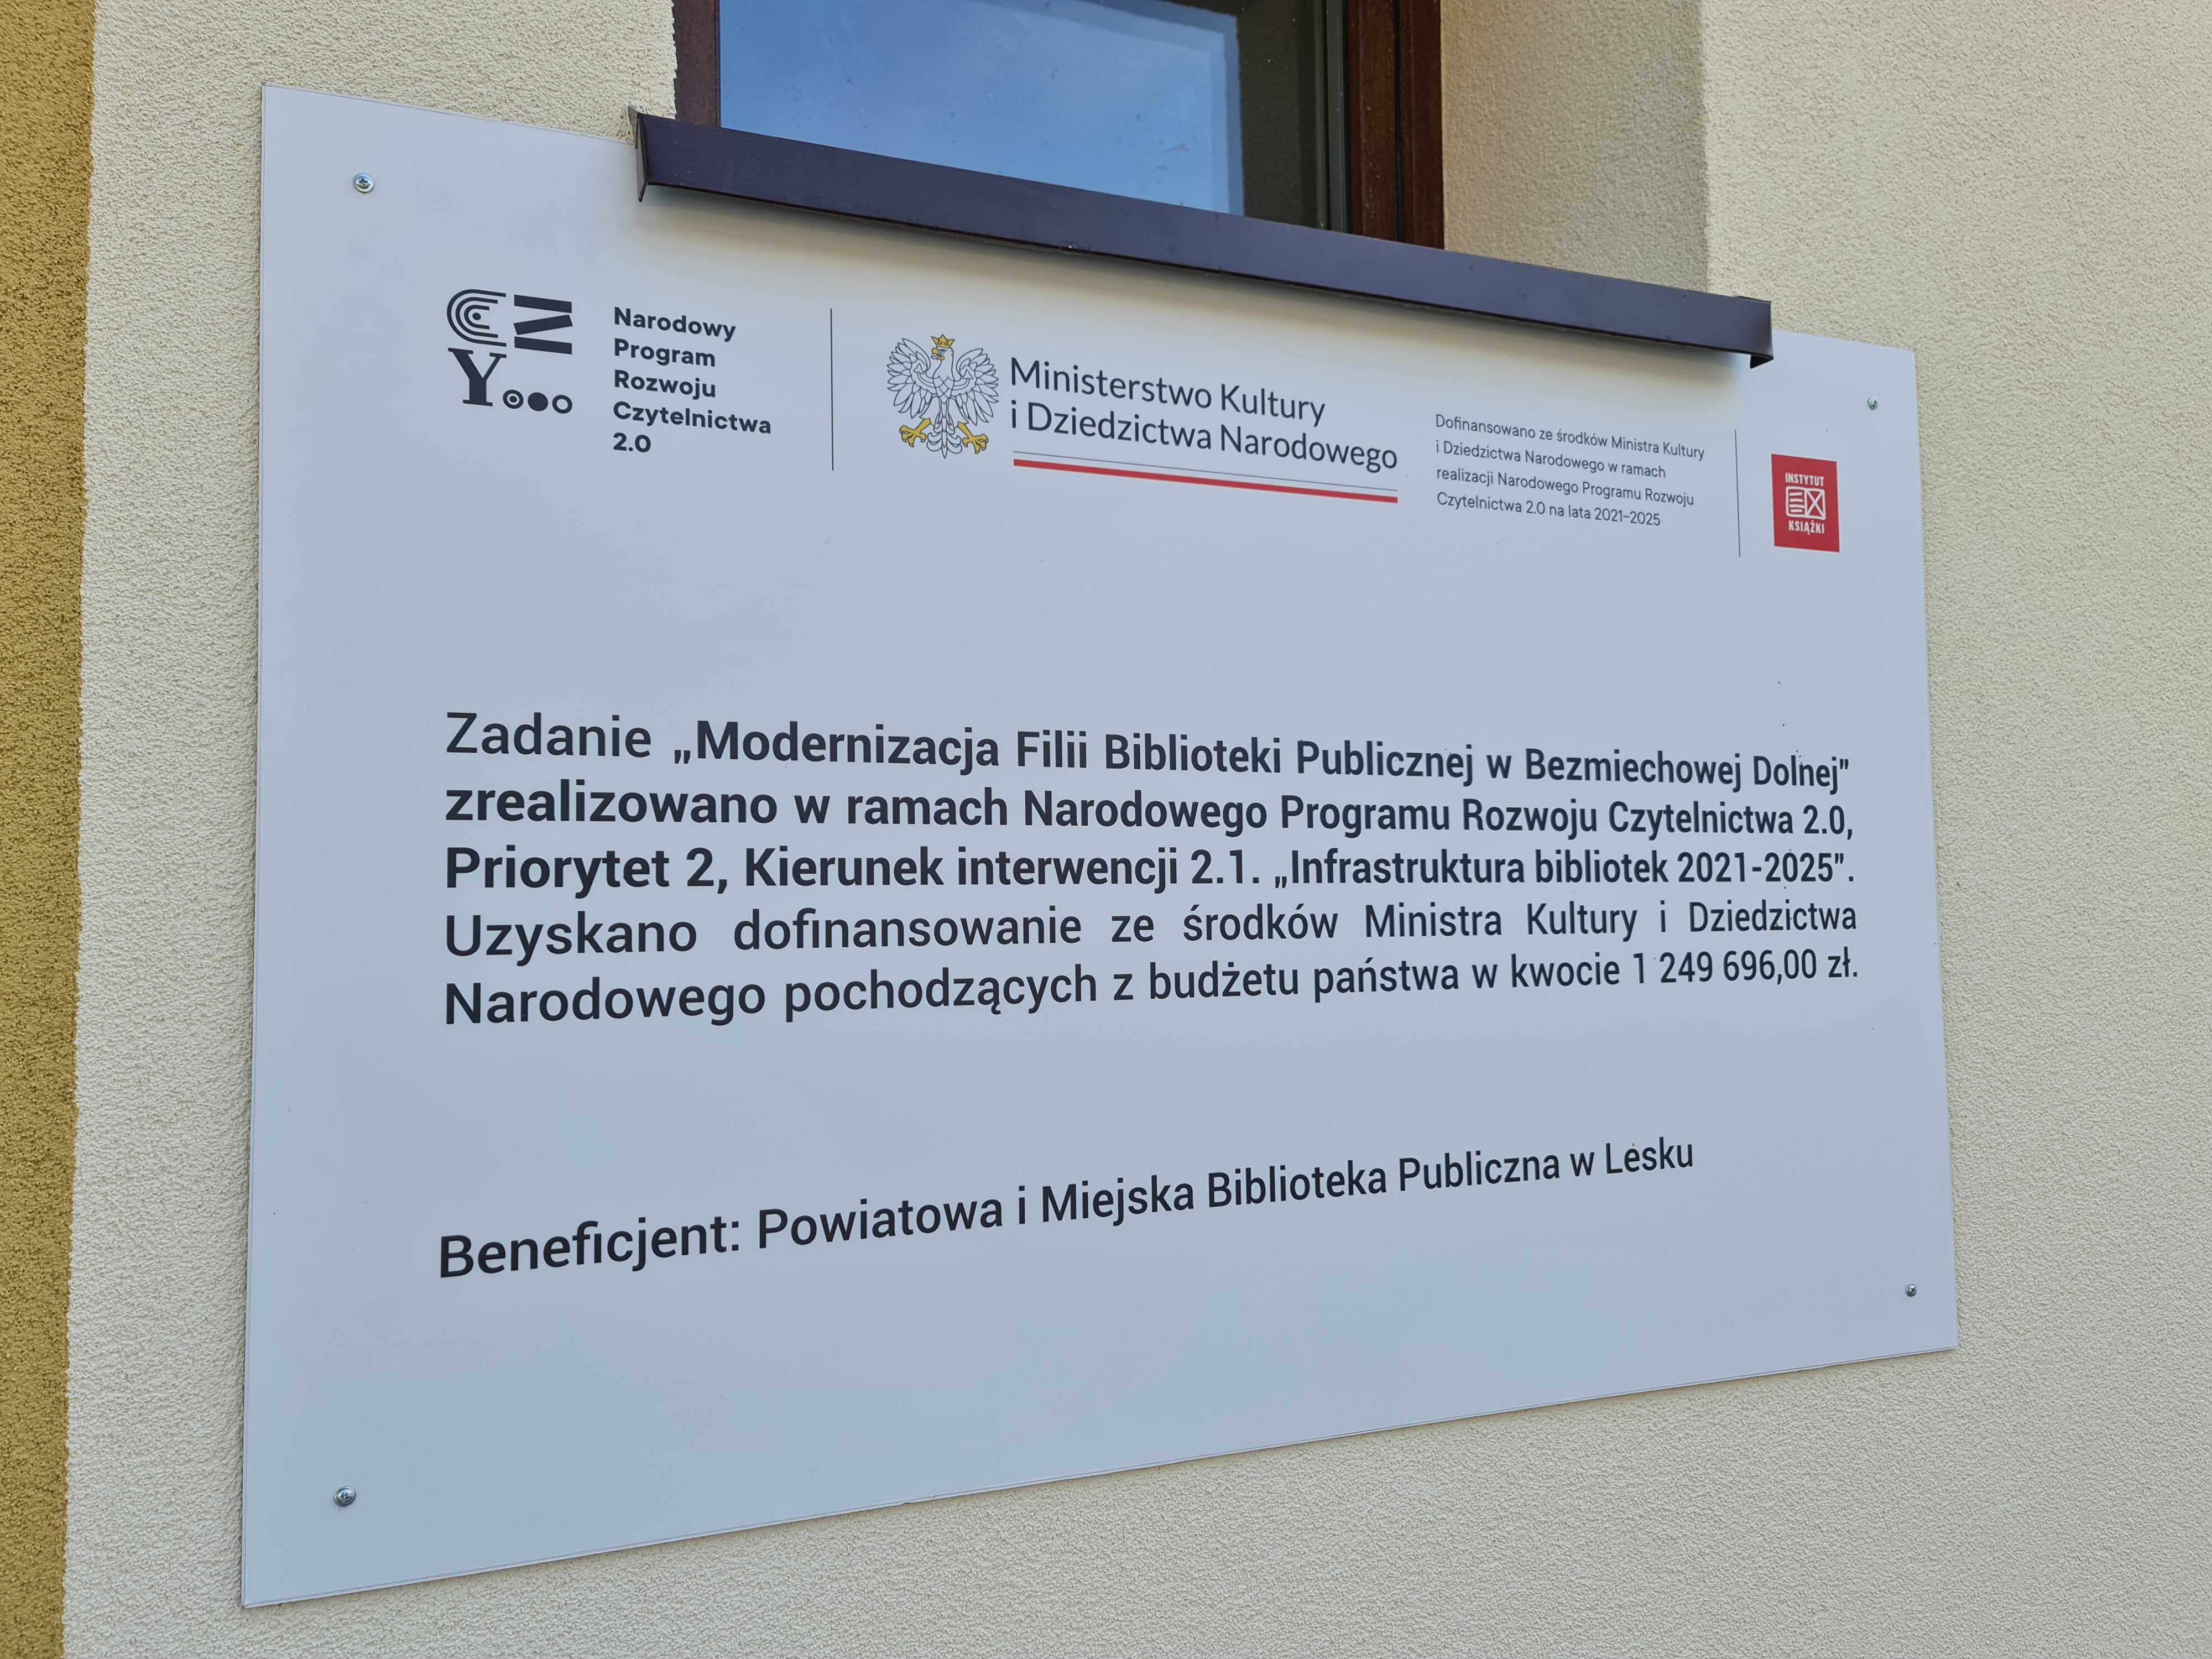 CZY
Narodowy
Program
Rozwoju
Czytelnictwa
2.0
Ministerstwo Kultury
i Dziedzictwa Narodowego
Dofinansowano ze środków Ministra Kultury
i Dziedzictwa Narodowego w ramach
realizacji Narodowego Programu Rozwoju
Czytelnictwa 2.0 na lata 2021–2025
INSTYTUT
KSIĄŻKI
Zadanie „Modernizacja Filii Biblioteki Publicznej w Bezmiechowej Dolnej"
zrealizowano w ramach Narodowego Programu Rozwoju Czytelnictwa 2.0,
Priorytet 2, Kierunek interwencji 2.1. „Infrastruktura bibliotek 2021-2025".
Uzyskano dofinansowanie ze środków Ministra Kultury i Dziedzictwa
Narodowego pochodzących z budżetu państwa w kwocie 1 249 696,00 zł.
Beneficjent: Powiatowa i Miejska Biblioteka Publiczna w Lesku